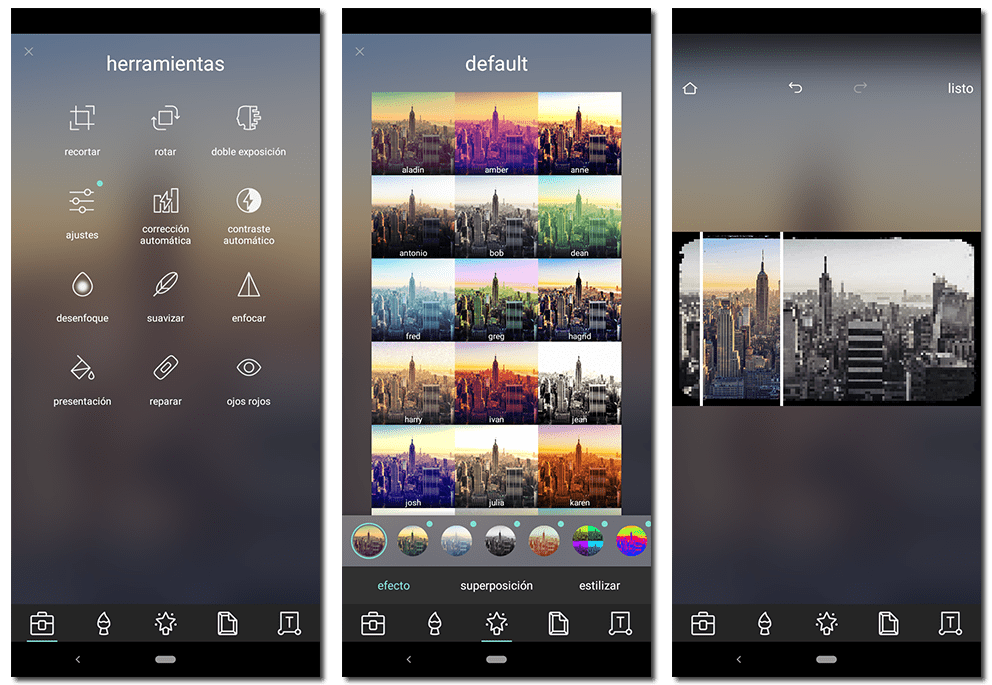 herramientas
recortar
rotar
doble exposición
ajustes
corrección
automática
contraste
automático
desenfoque
suavizar
enfocar
presentación
reparar
ojos rojos
default
aladin
amber
anne
antonio
bob
dean
fred
greg
hagrid
harry
ivan
jean
josh
julia
karen
efecto
superposición
estilizar
T
T
listo
T